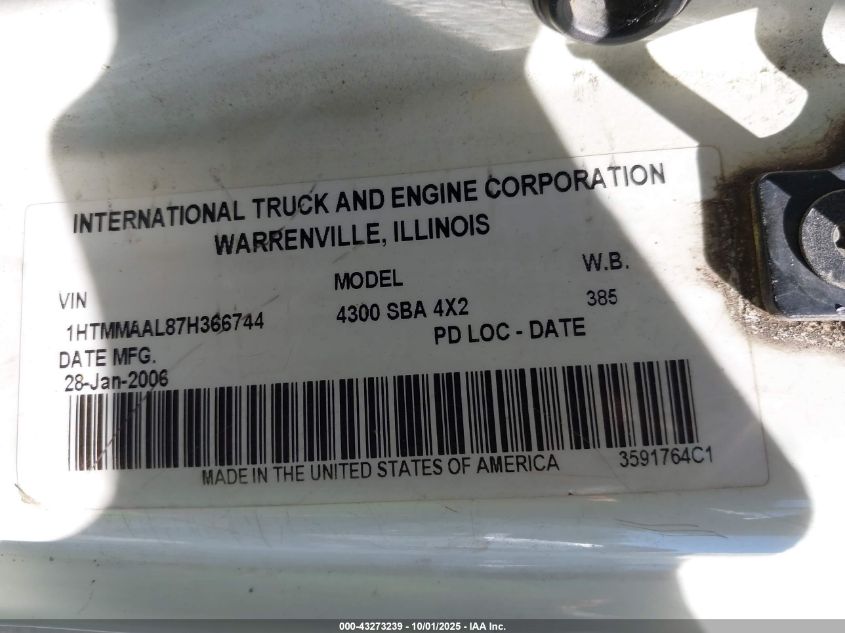 INTERNATIONAL TRUCK AND ENGINE CORPORATION
WARRENVILLE, ILLINOIS
VIN MODEL W.B.
1HTMMAAL87H366744 4300 SBA 4X2 385
DATE MFG. PD LOC - DATE
28-Jan-2006
MADE IN THE UNITED STATES OF AMERICA 3591764C1
000-43273239 - 10/01/2025 - IAA Inc.